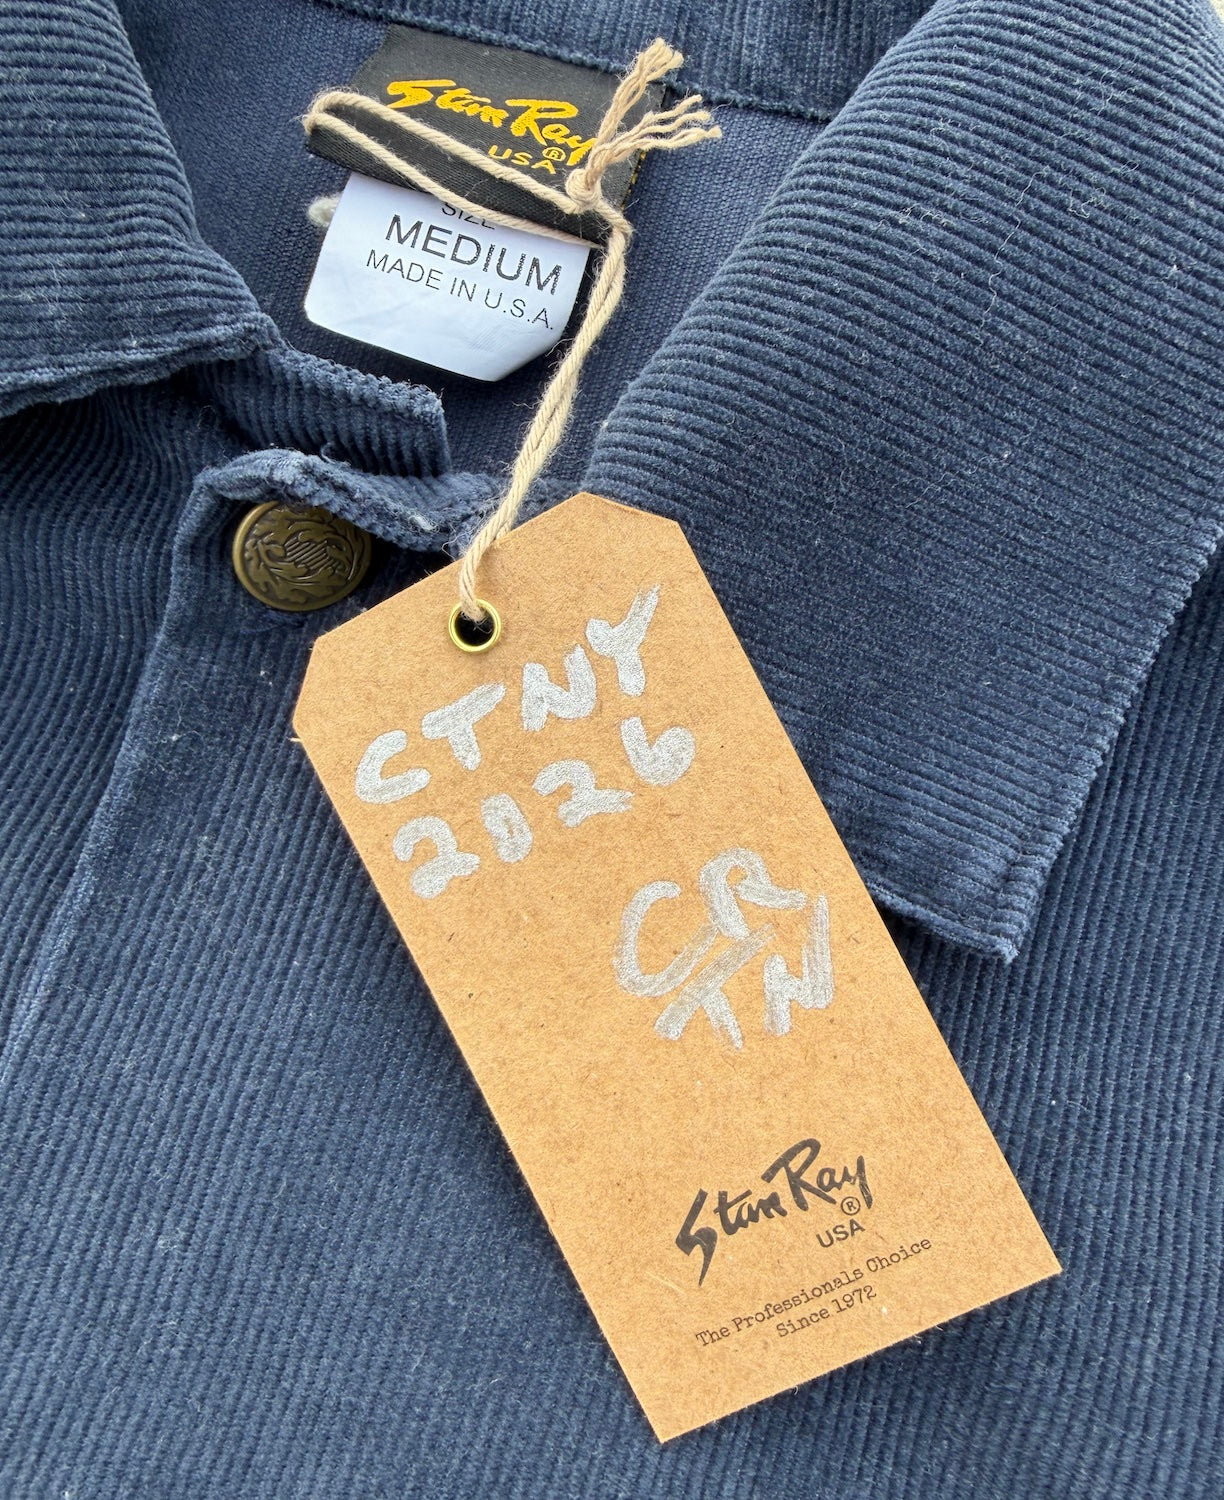 Stan Ray
®
USA
SIZE
MEDIUM
MADE IN U.S.A.
CTNY
2026
CR
TN
Stan Ray
®
USA
The Professionals Choice
Since 1972